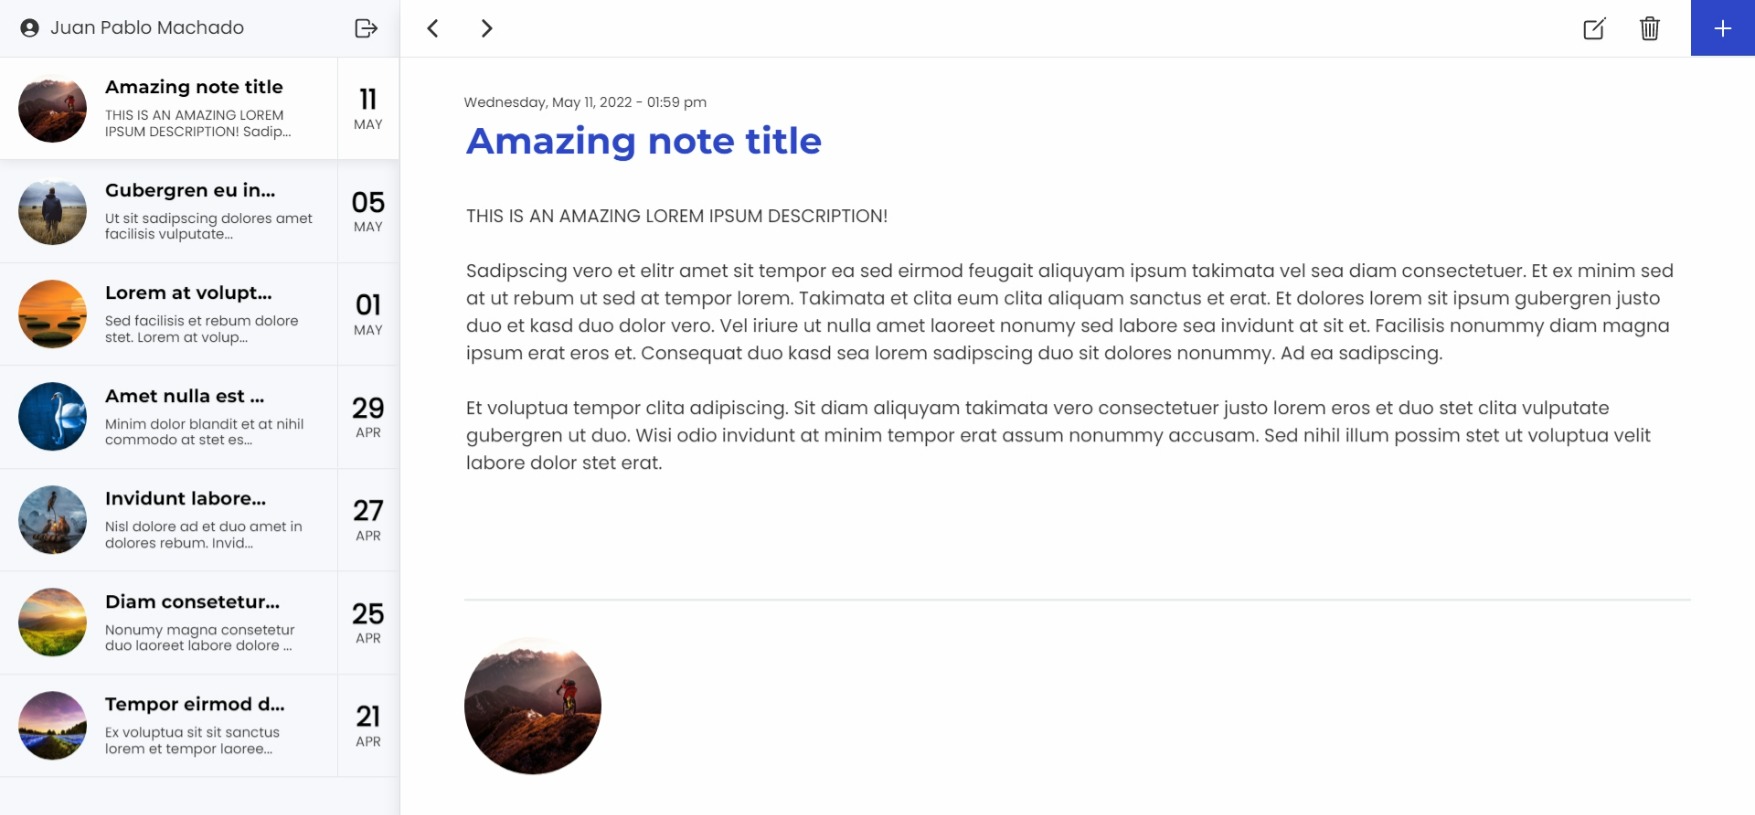 Juan Pablo Machado
Amazing note title
THIS IS AN AMAZING LOREM
IPSUM DESCRIPTION! Sadip...
11
MAY
Gubergren eu in...
Ut sit sadipscing dolores amet
facilisis vulputate...
05
MAY
Lorem at volupt...
Sed facilisis et rebum dolore
stet. Lorem at volup...
01
MAY
Amet nulla est ...
Minim dolor blandit et at nihil
commodo at stet es...
29
APR
Invidunt labore...
Nisl dolore ad et duo amet in
dolores rebum. Invid...
27
APR
Diam consetetur...
Nonumy magna consetetur
duo laoreet labore dolore ...
25
APR
Tempor eirmod d...
Ex voluptua sit sit sanctus
lorem et tempor laoree...
21
APR
Wednesday, May 11, 2022 - 01:59 pm
Amazing note title
THIS IS AN AMAZING LOREM IPSUM DESCRIPTION!
Sadipscing vero et elitr amet sit tempor ea sed eirmod feugait aliquyam ipsum takimata vel sea diam consectetuer. Et ex minim sed
at ut rebum ut sed at tempor lorem. Takimata et clita eum clita aliquam sanctus et erat. Et dolores lorem sit ipsum gubergren justo
duo et kasd duo dolor vero. Vel iriure ut nulla amet laoreet nonumy sed labore sea invidunt at sit et. Facilisis nonummy diam magna
ipsum erat eros et. Consequat duo kasd sea lorem sadipscing duo sit dolores nonummy. Ad ea sadipscing.
Et voluptua tempor clita adipiscing. Sit diam aliquyam takimata vero consectetuer justo lorem eros et duo stet clita vulputate
gubergren ut duo. Wisi odio invidunt at minim tempor erat assum nonummy accusam. Sed nihil illum possim stet ut voluptua velit
labore dolor stet erat.